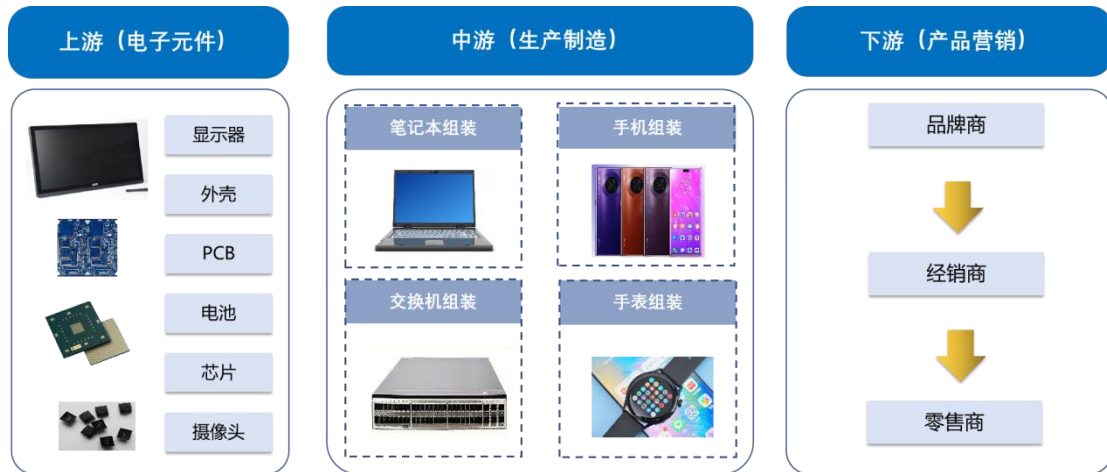 上游（电子元件）
显示器
外壳
PCB
电池
芯片
摄像头
中游（生产制造）
笔记本组装
手机组装
交换机组装
手表组装
下游（产品营销）
品牌商
经销商
零售商